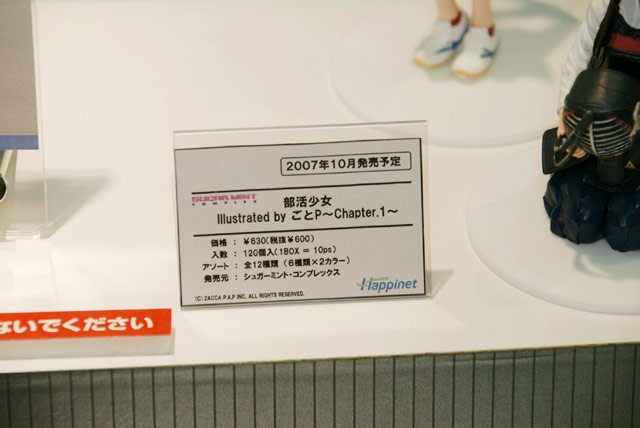 2007年10月発売予定
SUGAR MINT
COMPLEX
部活少女
Illustrated by ごとP～Chapter.1～
価格 : ￥630(税抜￥600)
入数 : 120個入(1BOX = 10ps)
アソート : 全12種類 (6種類×2カラー)
発売元 : シュガーミント・コンプレックス
Happinet
(C) ZACCA P.A.P INC. ALL RIGHTS RESERVED.
ないでください